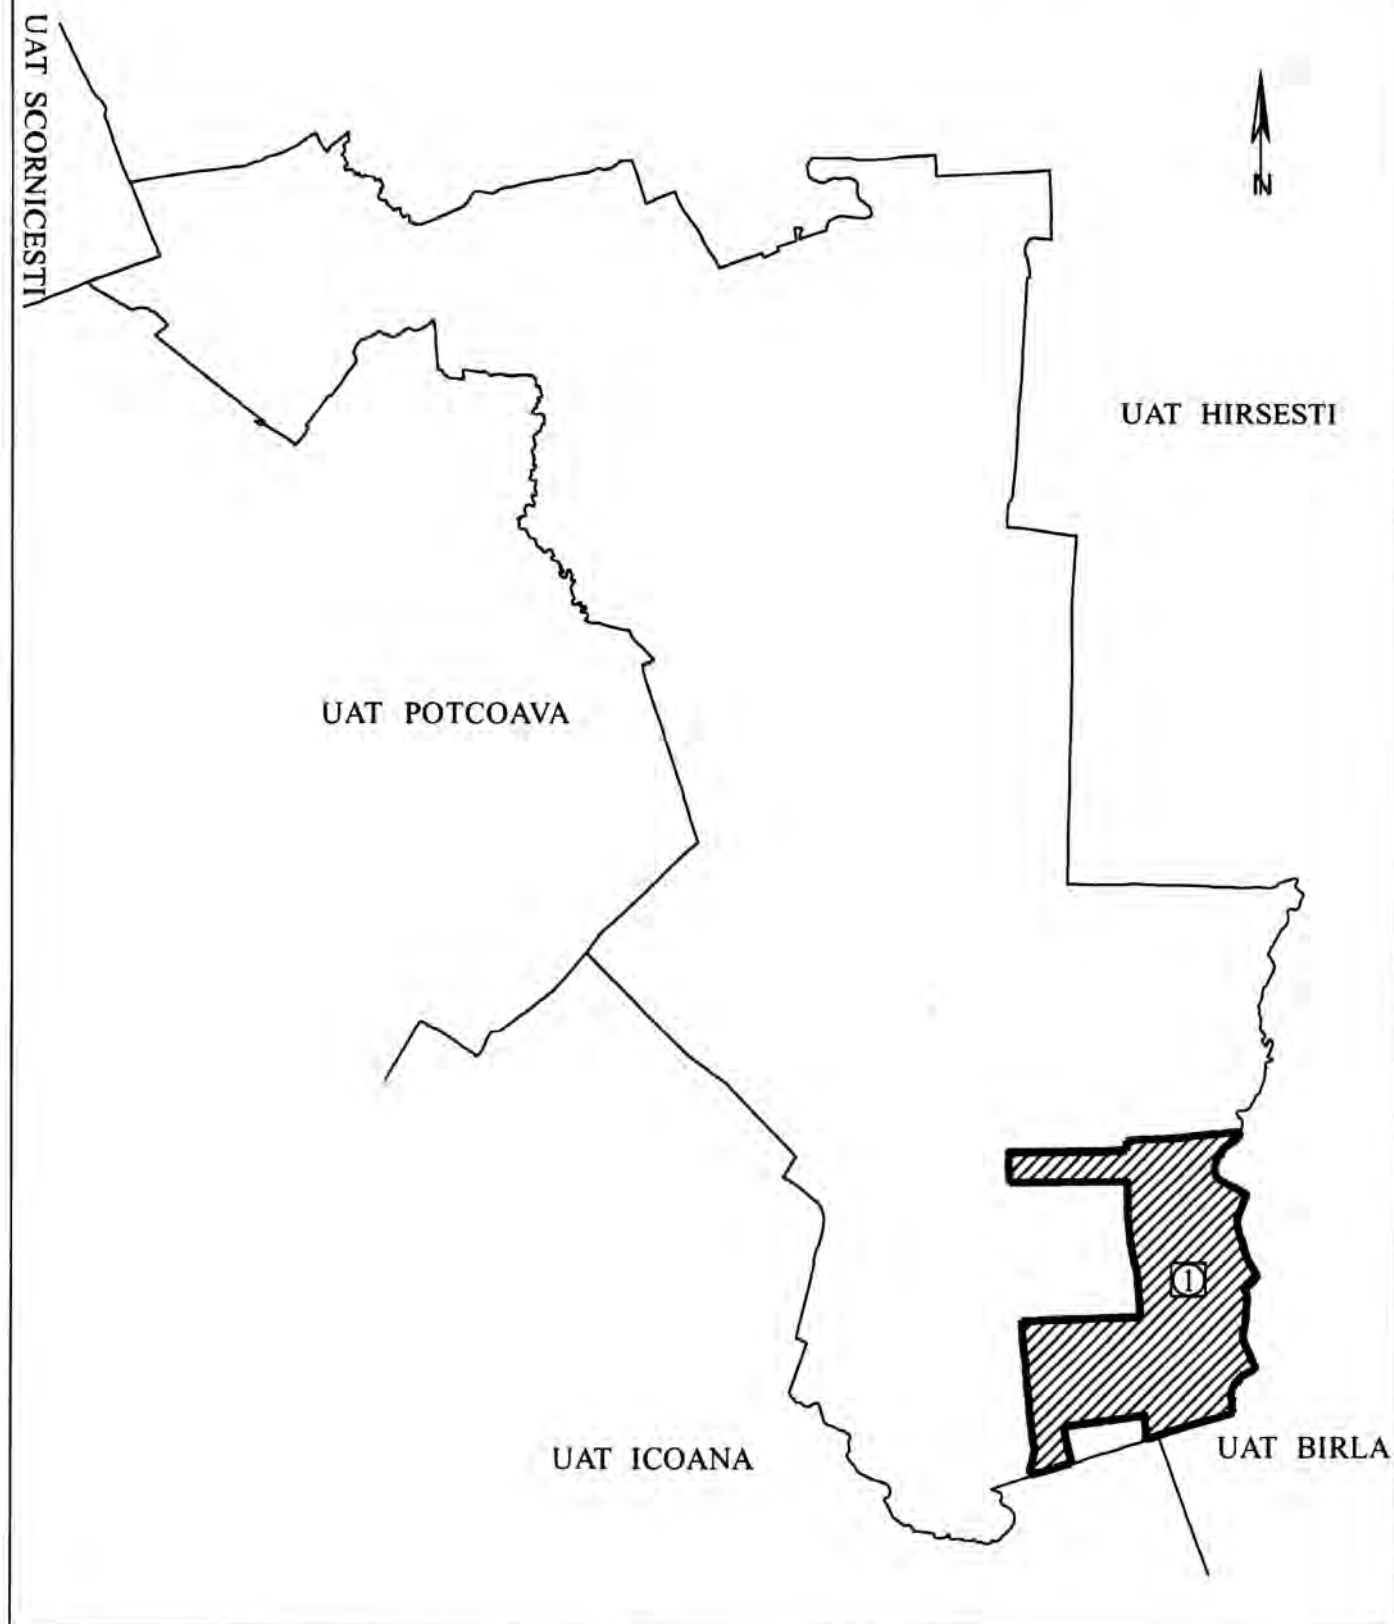 UAT SCORNICESTI
N
UAT HIRSESTI
UAT POTCOAVA
1
UAT ICOANA
UAT BIRLA